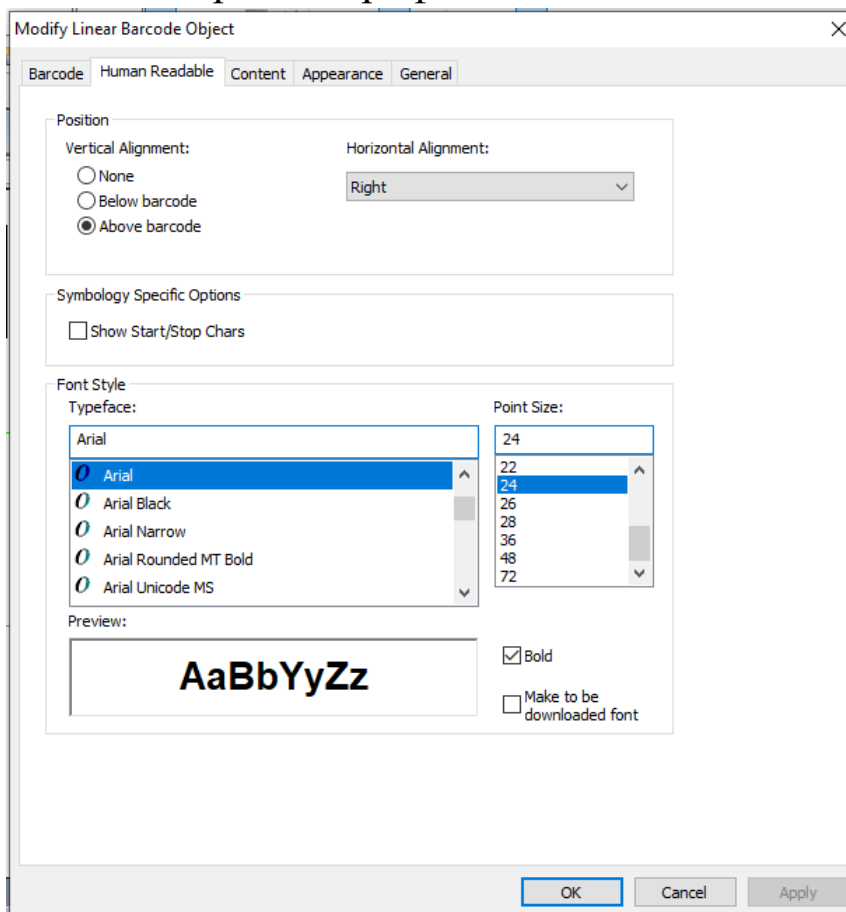 Modify Linear Barcode Object
Barcode Human Readable Content Appearance General
Position
Vertical Alignment: Horizontal Alignment:
None
Right
Below barcode
Above barcode
Symbology Specific Options
Show Start/Stop Chars
Font Style
Typeface: Point Size:
Arial 24
Arial
Arial Black
Arial Narrow
Arial Rounded MT Bold
Arial Unicode MS
22
24
26
28
36
48
72
Preview:
AaBbYyZz
Bold
Make to be
downloaded font
OK Cancel Apply